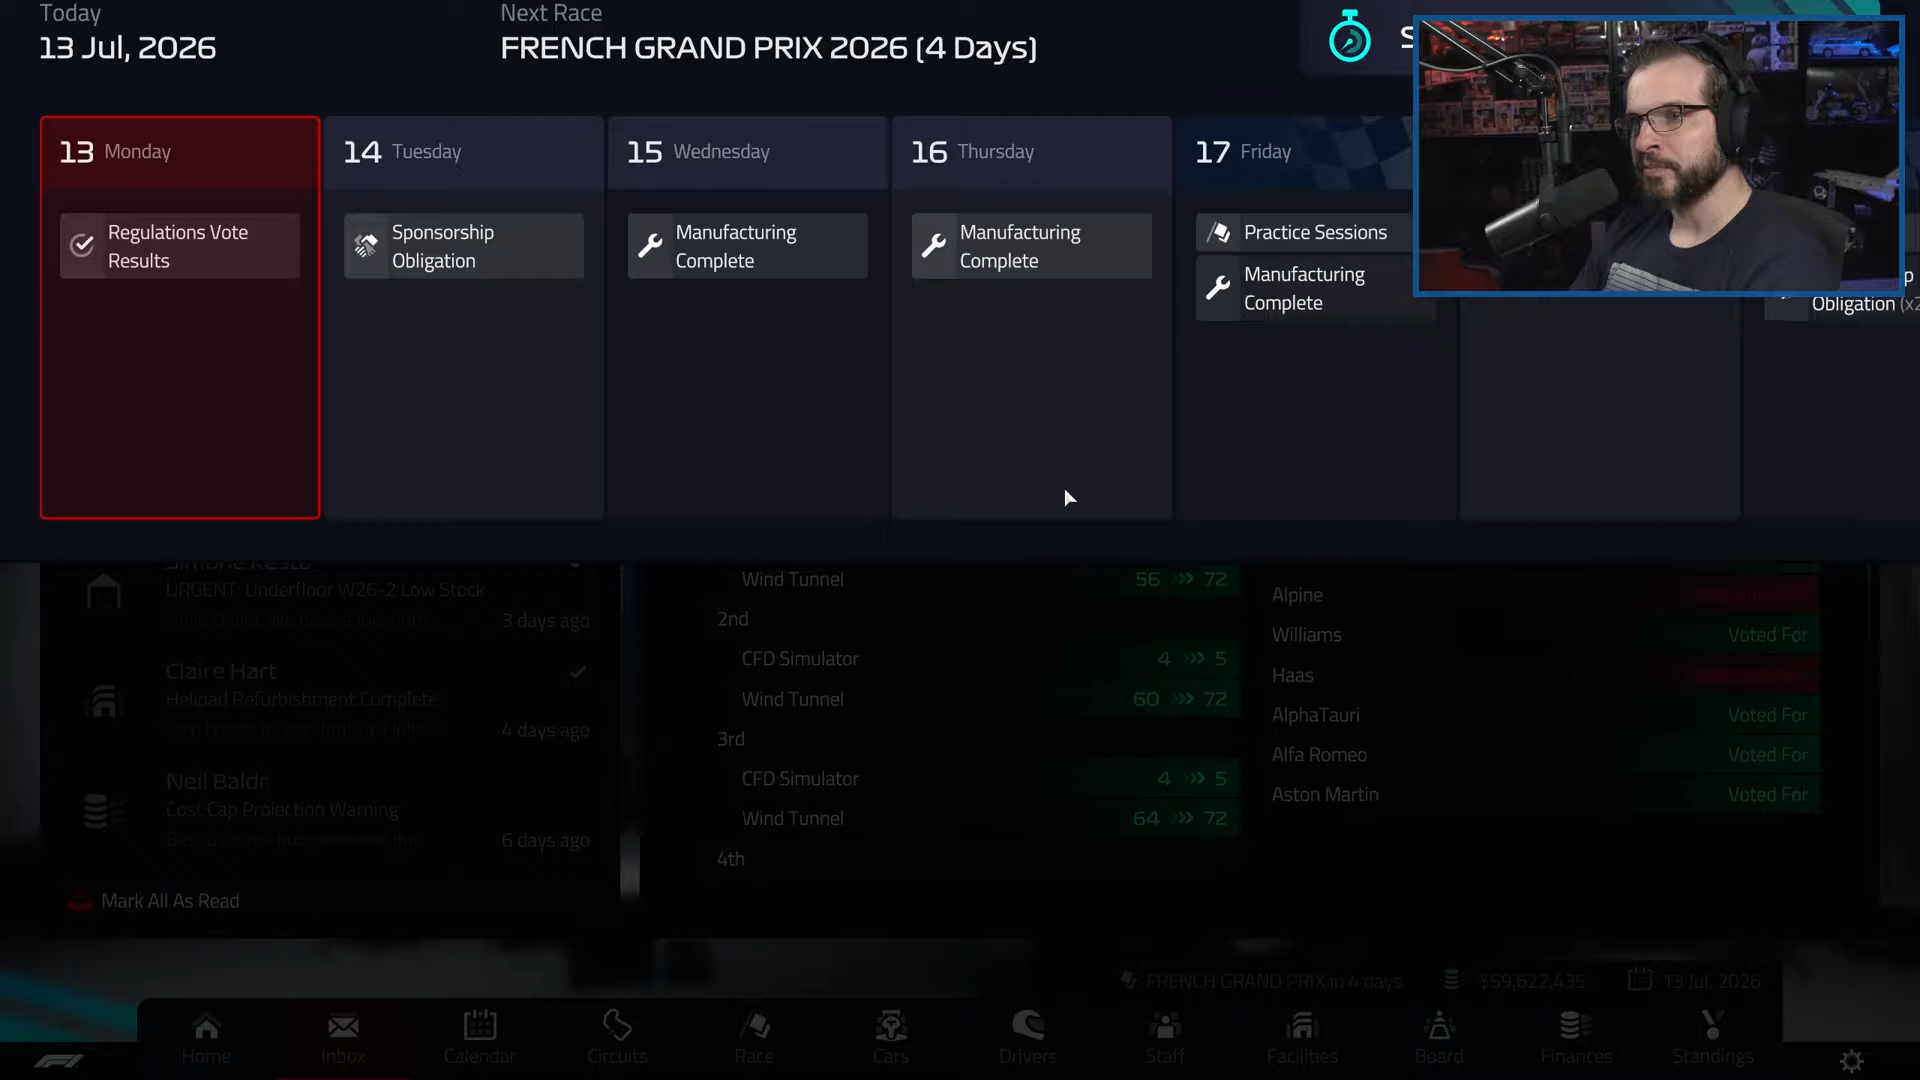 Today
13 Jul, 2026
Next Race
FRENCH GRAND PRIX 2026 (4 Days)
S
13 Monday
Regulations Vote
Results
14 Tuesday
Sponsorship
Obligation
15 Wednesday
Manufacturing
Complete
16 Thursday
Manufacturing
Complete
17 Friday
Practice Sessions
Manufacturing
Complete
p
Obligation (x2
Simone Resta
URGENT: Underfloor W26-2 Low Stock
3 days ago
Claire Hart
Helipad Refurbishment Complete
4 days ago
Neil Baldr
Cost Cap Projection Warning
6 days ago
Mark All As Read
Wind Tunnel 56 >>> 72
2nd
CFD Simulator 4 >>> 5
Wind Tunnel 60 >>> 72
3rd
CFD Simulator 4 >>> 5
Wind Tunnel 64 >>> 72
4th
Alpine
Williams Voted For
Haas
AlphaTauri Voted For
Alfa Romeo Voted For
Aston Martin Voted For
FRENCH GRAND PRIX in 4 days
$59,622,435
13 Jul, 2026
Home
Inbox
Calendar
Circuits
Race
Cars
Drivers
Staff
Facilities
Board
Finances
Standings